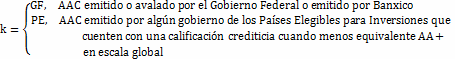 GF, AAC emitido o avalado por el Gobierno Federal o emitido por Banxico
k = { PE, AAC emitido por algún gobierno de los Países Elegibles para Inversiones que
cuenten con una calificación crediticia cuando menos equivalente AA+
en escala global